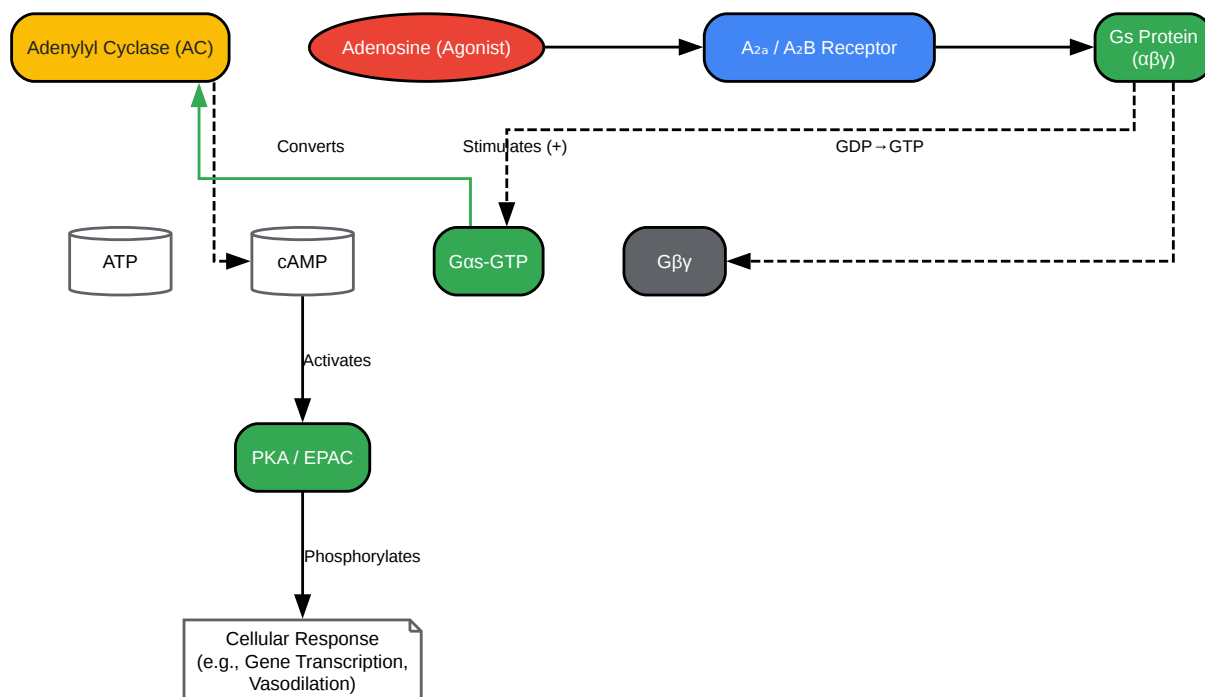 Adenylyl Cyclase (AC)
Adenosine (Agonist)
A₂ₐ / A₂B Receptor
Gs Protein
(αβγ)
Converts
Stimulates (+)
GDP→GTP
ATP
cAMP
Gαs-GTP
Gβγ
Activates
PKA / EPAC
Phosphorylates
Cellular Response
(e.g., Gene Transcription,
Vasodilation)